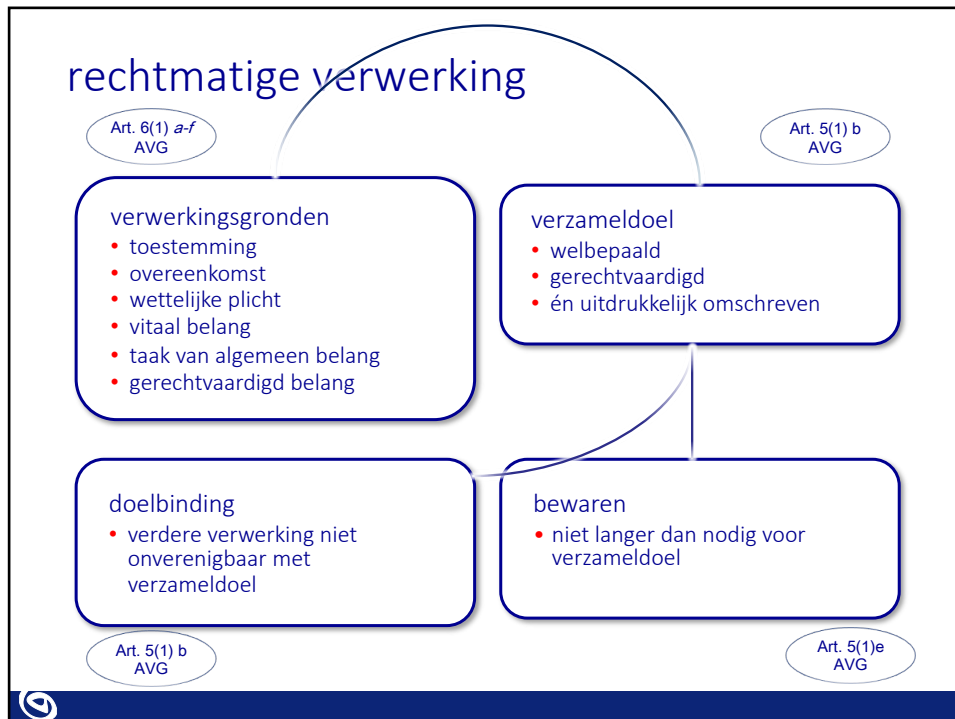 rechtmatige verwerking
Art. 6(1) a-f
AVG
Art. 5(1) b
AVG
verwerkingsgronden
• toestemming
• overeenkomst
• wettelijke plicht
• vitaal belang
• taak van algemeen belang
• gerechtvaardigd belang
verzameldoel
• welbepaald
• gerechtvaardigd
• én uitdrukkelijk omschreven
doelbinding
• verdere verwerking niet
onverenigbaar met
verzameldoel
bewaren
• niet langer dan nodig voor
verzameldoel
Art. 5(1) b
AVG
Art. 5(1)e
AVG